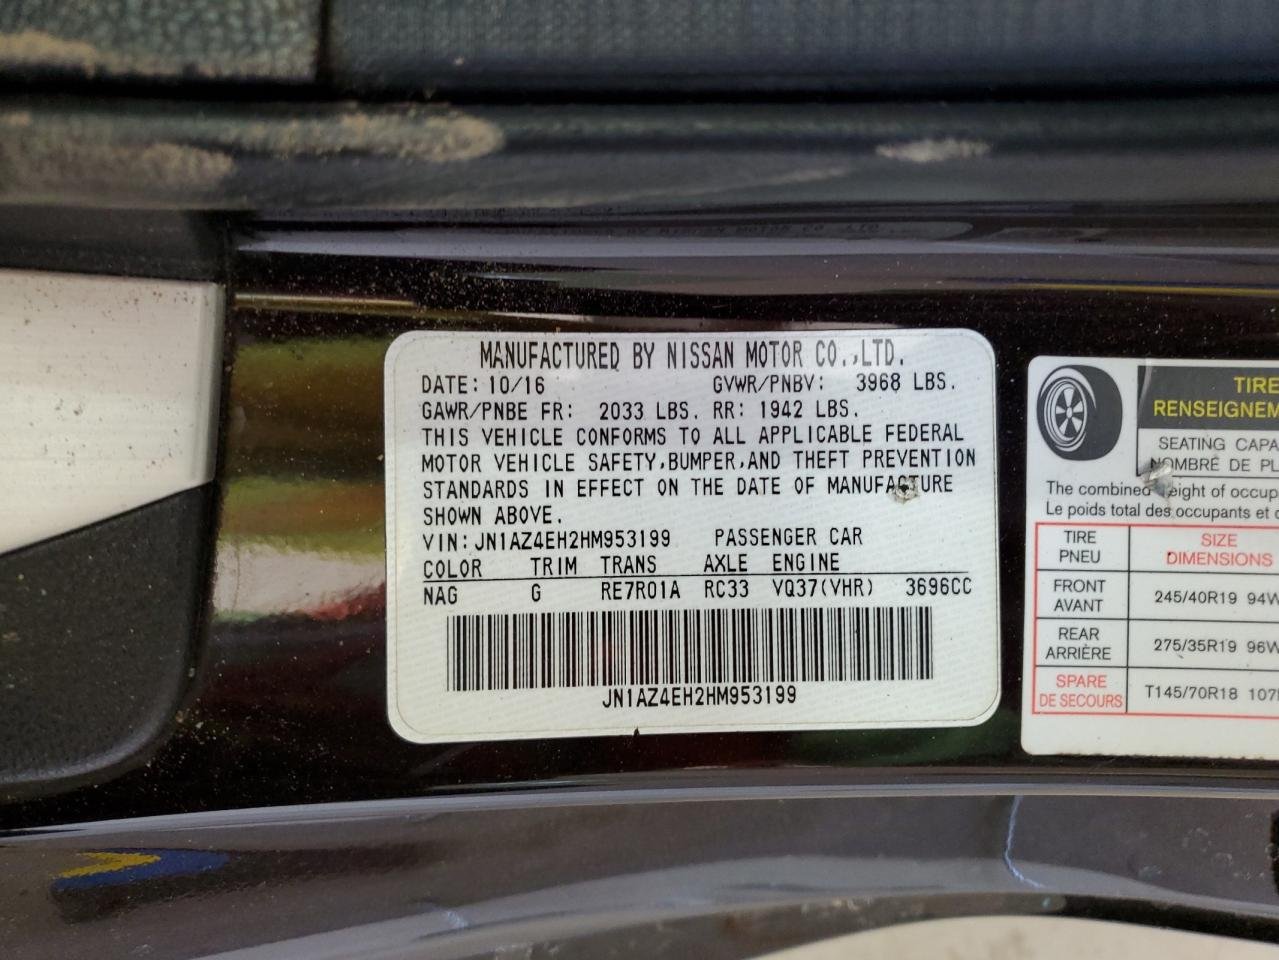 MANUFACTURED BY NISSAN MOTOR CO.,LTD.
DATE: 10/16 GVWR/PNBV: 3968 LBS.
GAWR/PNBE FR: 2033 LBS. RR: 1942 LBS.
THIS VEHICLE CONFORMS TO ALL APPLICABLE FEDERAL
MOTOR VEHICLE SAFETY,BUMPER,AND THEFT PREVENTION
STANDARDS IN EFFECT ON THE DATE OF MANUFACTURE
SHOWN ABOVE.
VIN: JN1AZ4EH2HM953199 PASSENGER CAR
COLOR TRIM TRANS AXLE ENGINE
NAG G RE7R01A RC33 VQ37(VHR) 3696CC
JN1AZ4EH2HM953199
TIRE
RENSEIGNEM
SEATING CAPA
NOMBRE DE PL
The combined weight of occup
Le poids total des occupants et
TIRE SIZE
PNEU DIMENSIONS
FRONT
AVANT
245/40R19 94W
REAR
ARRIÈRE
275/35R19 96W
SPARE
DE SECOURS
T145/70R18 107